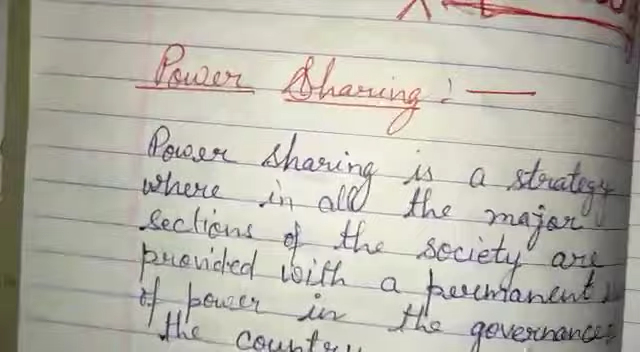 Power Sharing : —
Power sharing is a strategy
where in all the major
sections of the society are
provided with a permanent
of power in the governance
the country